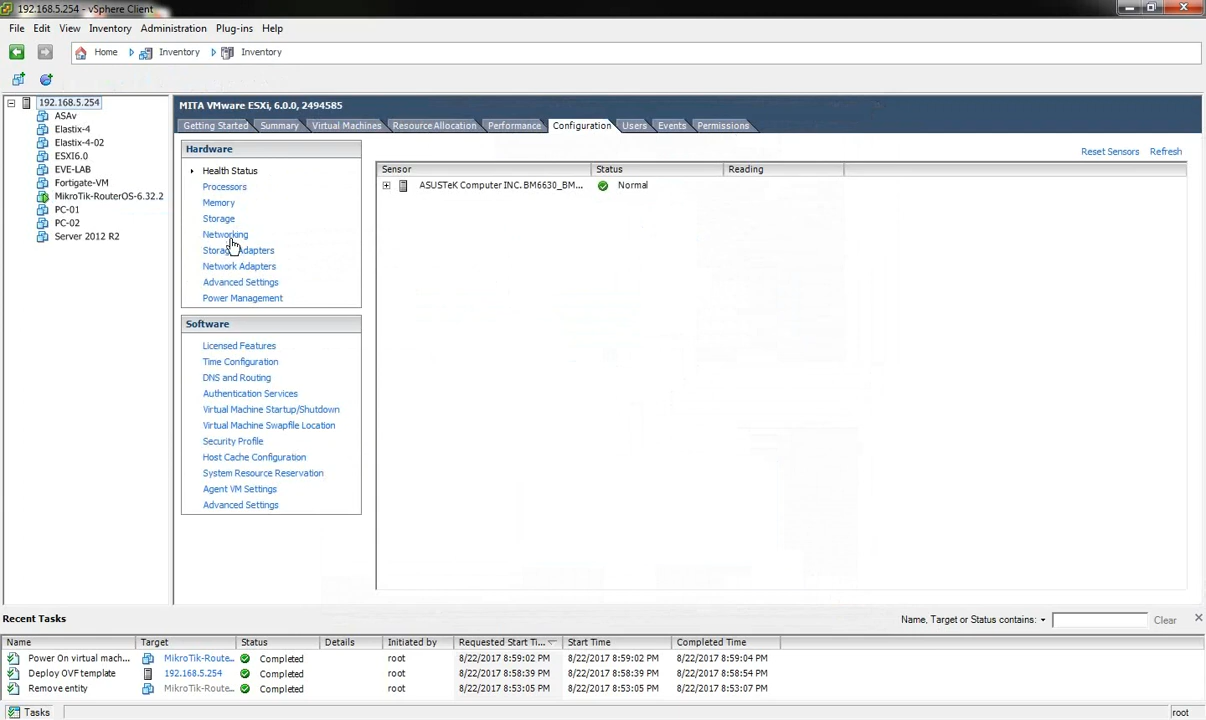 192.168.5.254 - vSphere Client
File Edit View Inventory Administration Plug-ins Help
Home Inventory Inventory
192.168.5.254
ASAv
Elastix-4
Elastix-4-02
ESXI6.0
EVE-LAB
Fortigate-VM
MikroTik-RouterOS-6.32.2
PC-01
PC-02
Server 2012 R2
MITA VMware ESXi, 6.0.0, 2494585
Getting Started Summary Virtual Machines Resource Allocation Performance Configuration Users Events Permissions
Hardware
Health Status
Processors
Memory
Storage
Networking
Storage Adapters
Network Adapters
Advanced Settings
Power Management
Software
Licensed Features
Time Configuration
DNS and Routing
Authentication Services
Virtual Machine Startup/Shutdown
Virtual Machine Swapfile Location
Security Profile
Host Cache Configuration
System Resource Reservation
Agent VM Settings
Advanced Settings
Reset Sensors Refresh
Sensor Status Reading
ASUSTeK Computer INC. BM6630_BM... Normal
Recent Tasks
Name, Target or Status contains: Clear
Name Target Status Details Initiated by Requested Start Ti... Start Time Completed Time
Power On virtual mach... MikroTik-Route... Completed root 8/22/2017 8:59:02 PM 8/22/2017 8:59:02 PM 8/22/2017 8:59:04 PM
Deploy OVF template 192.168.5.254 Completed root 8/22/2017 8:58:39 PM 8/22/2017 8:58:39 PM 8/22/2017 8:58:54 PM
Remove entity MikroTik-Route... Completed root 8/22/2017 8:53:05 PM 8/22/2017 8:53:05 PM 8/22/2017 8:53:07 PM
Tasks root